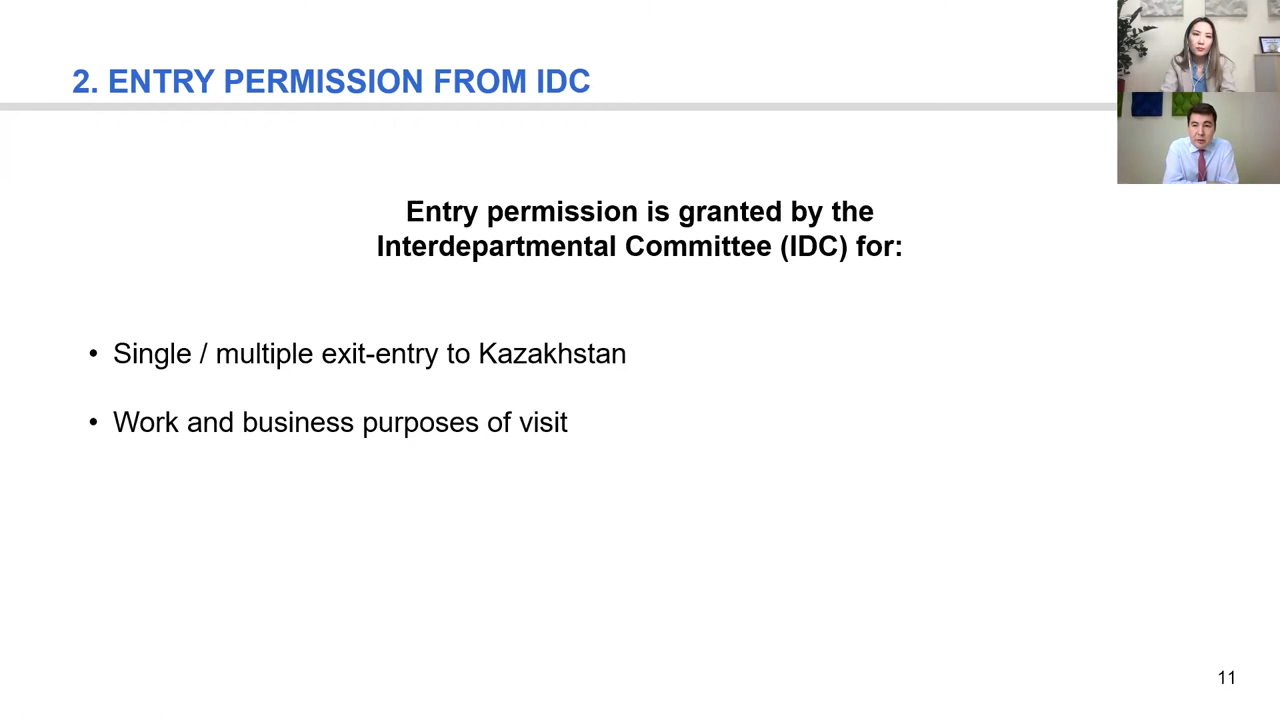 2. ENTRY PERMISSION FROM IDC
Entry permission is granted by the
Interdepartmental Committee (IDC) for:
• Single / multiple exit-entry to Kazakhstan
• Work and business purposes of visit
11